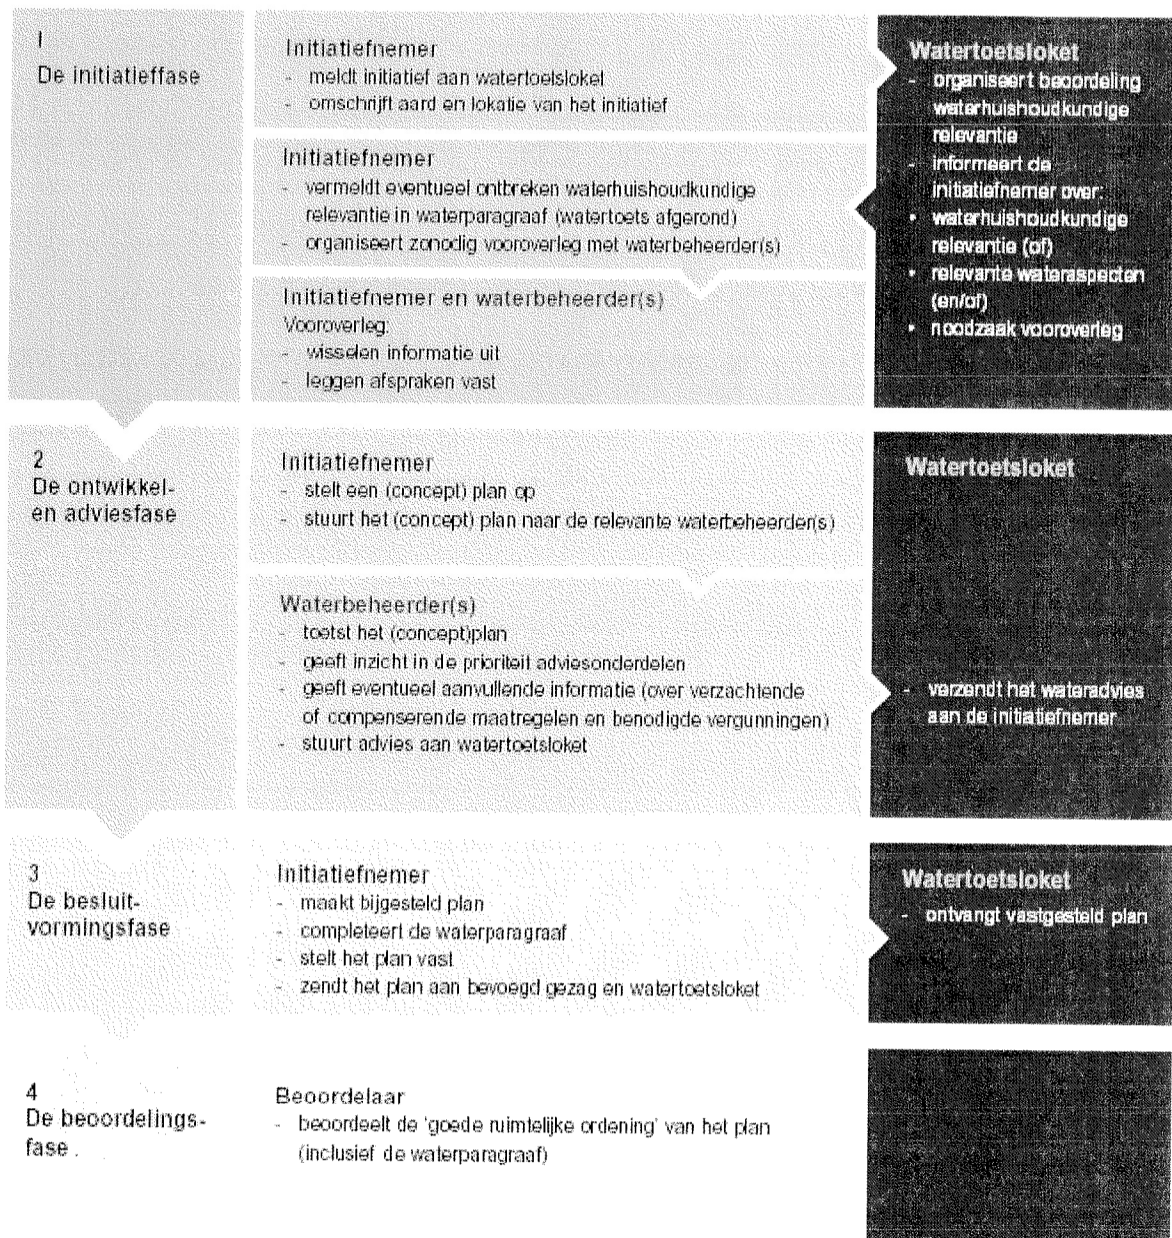 1
De initiatieffase
Initiatiefnemer
- meldt initiatief aan watertoetsloket
- omschrijft aard en lokatie van het initiatief
Initiatiefnemer
- vermeldt eventueel ontbreken waterhuishoudkundige
relevantie in waterparagraaf (watertoets afgerond)
- organiseert zonodig vooroverleg met waterbeheerder(s)
Initiatiefnemer en waterbeheerder(s)
Vooroverleg:
- wisselen informatie uit
- leggen afspraken vast
Watertoetsloket
- organiseert beoordeling
waterhuishoudkundige
relevantie
- informeert de
initiatiefnemer over:
• waterhuishoudkundige
relevantie (of)
• relevante wateraspecten
(en/of)
• noodzaak vooroverleg
2
De ontwikkel-
en adviesfase
Initiatiefnemer
- stelt een (concept) plan op
- stuurt het (concept) plan naar de relevante waterbeheerder(s)
Waterbeheerder(s)
- toetst het (concept)plan
- geeft inzicht in de prioriteit adviesonderdelen
- geeft eventueel aanvullende informatie (over verzachtende
of compenserende maatregelen en benodigde vergunningen)
- stuurt advies aan watertoetsloket
Watertoetsloket
- verzendt het wateradvies
aan de initiatiefnemer
3
De besluit-
vormingsfase
Initiatiefnemer
- maakt bijgesteld plan
- completeert de waterparagraaf
- stelt het plan vast
- zendt het plan aan bevoegd gezag en watertoetsloket
Watertoetsloket
- ontvangt vastgesteld plan
4
De beoordelings-
fase .
Beoordelaar
- beoordeelt de 'goede ruimtelijke ordening' van het plan
(inclusief de waterparagraaf)